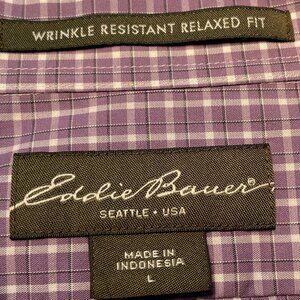 WRINKLE RESISTANT RELAXED FIT
Eddie Bauer®
SEATTLE • USA
MADE IN
INDONESIA
L